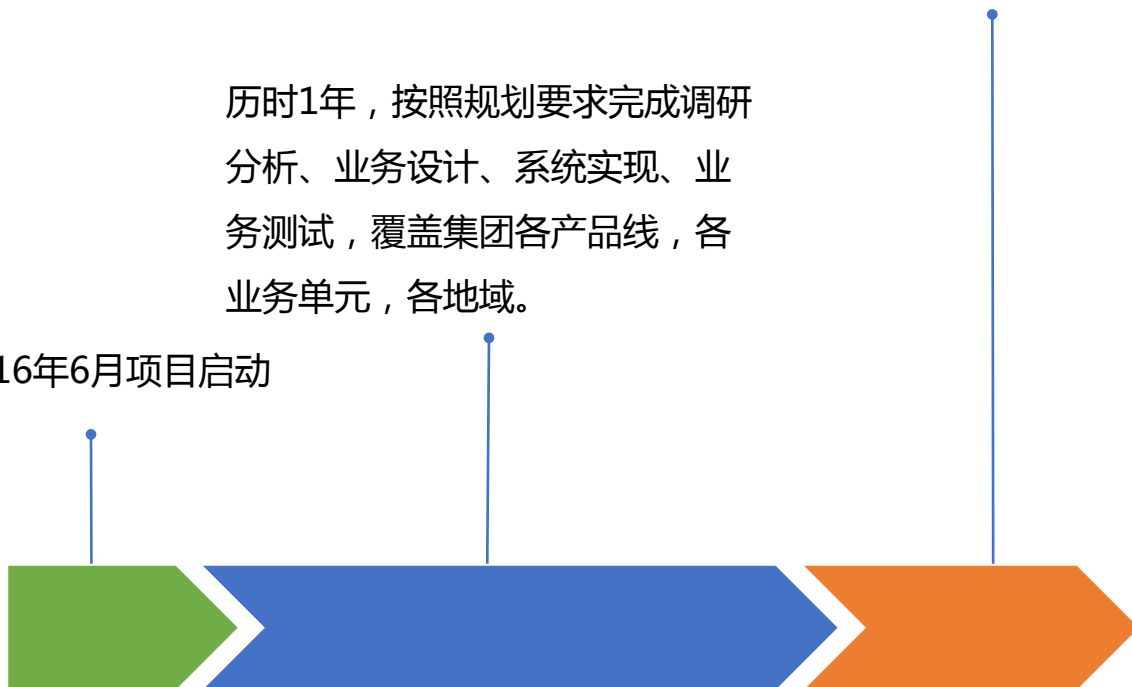 历时1年，按照规划要求完成调研
分析、业务设计、系统实现、业
务测试，覆盖集团各产品线，各
业务单元，各地域。
16年6月项目启动